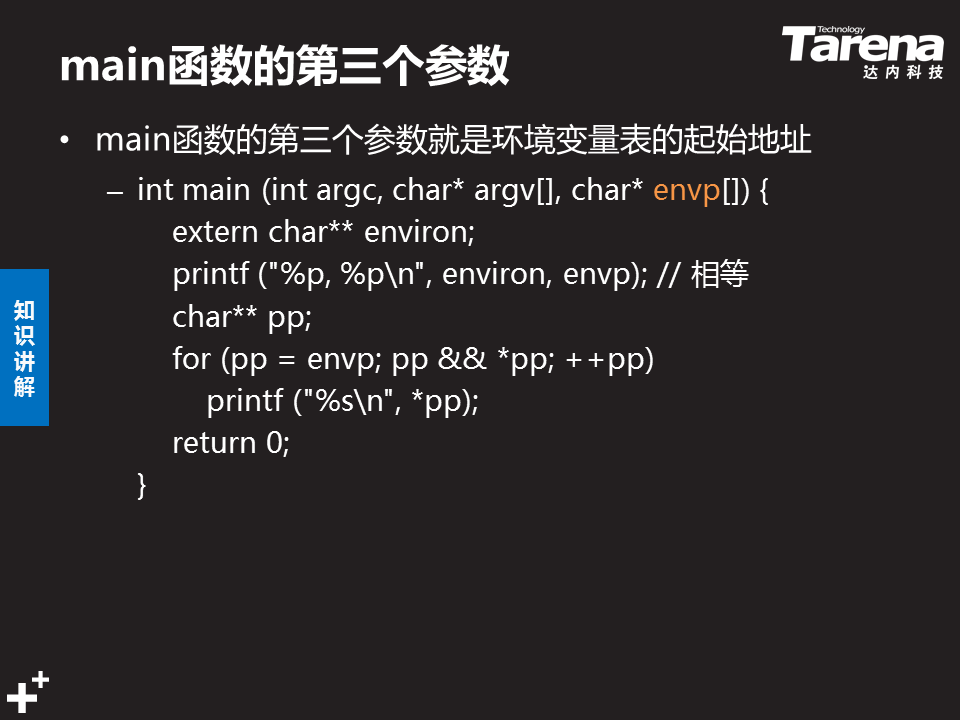 main函数的第三个参数
Technology
Tarena
达内科技
• main函数的第三个参数就是环境变量表的起始地址
– int main (int argc, char* argv[], char* envp[]) {
extern char** environ;
printf ("%p, %p\n", environ, envp); // 相等
char** pp;
for (pp = envp; pp && *pp; ++pp)
printf ("%s\n", *pp);
return 0;
}
知
识
讲
解